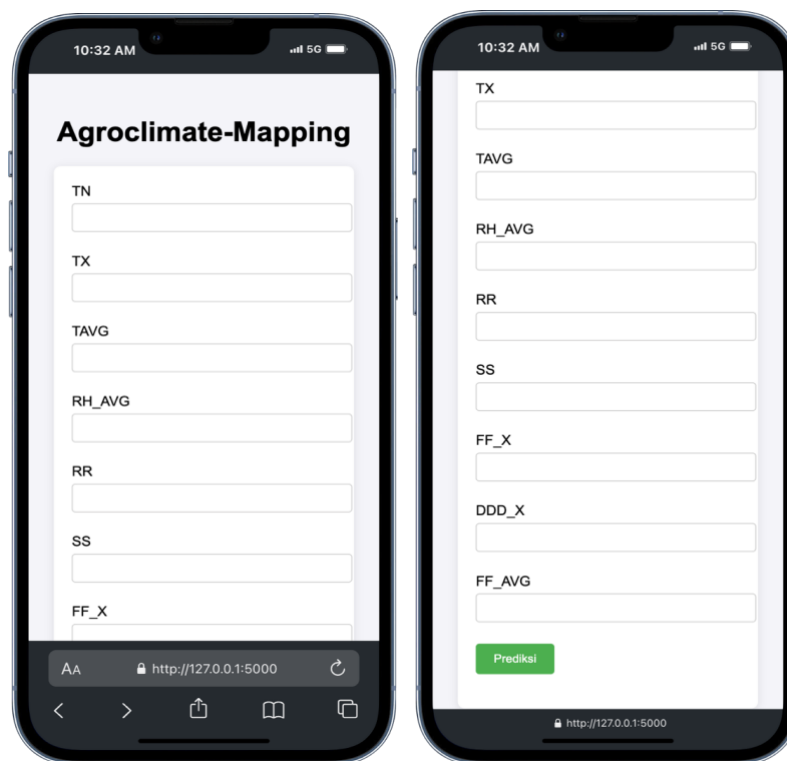 10:32 AM
5G
Agroclimate-Mapping
TN
TX
TAVG
RH_AVG
RR
SS
FF_X
AA
http://127.0.0.1:5000
10:32 AM
5G
TX
TAVG
RH_AVG
RR
SS
FF_X
DDD_X
FF_AVG
Prediksi
http://127.0.0.1:5000